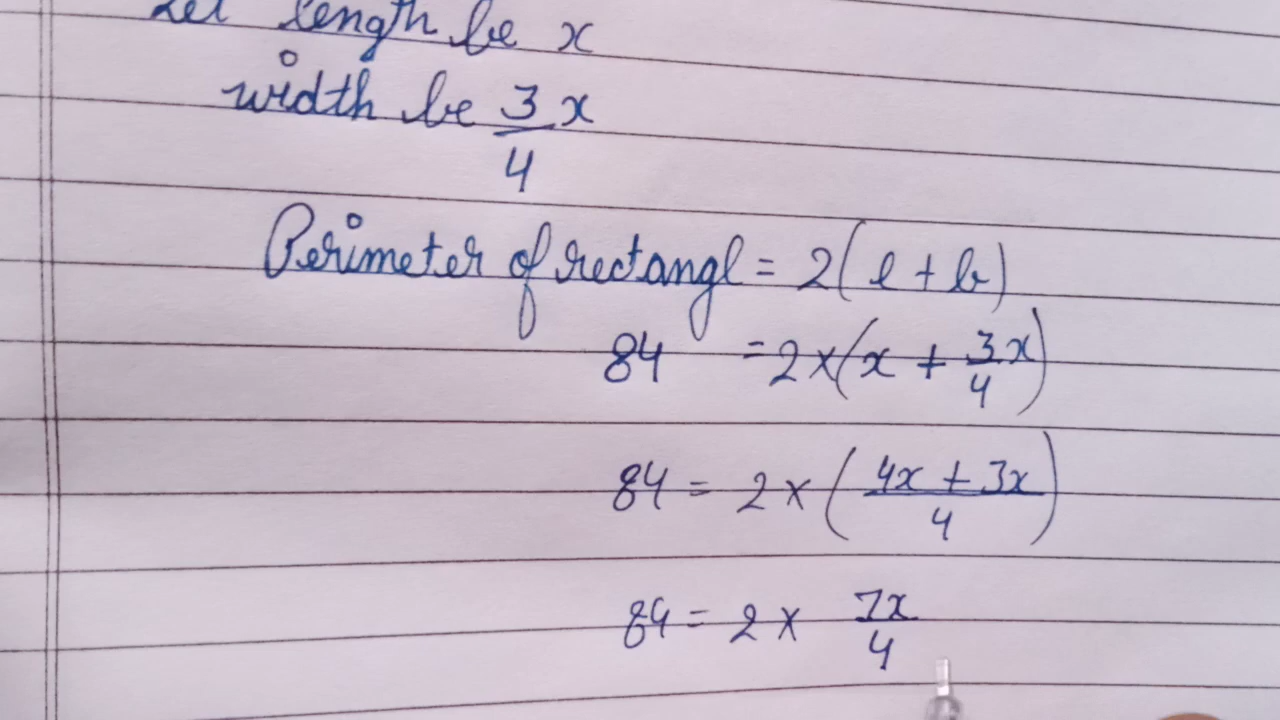 Let length be x
width be 3/4 x
Perimeter of rectangl = 2(l + b)
84 = 2×(x + 3/4 x)
84 = 2 × (4x + 3x / 4)
84 = 2 × 7x/4